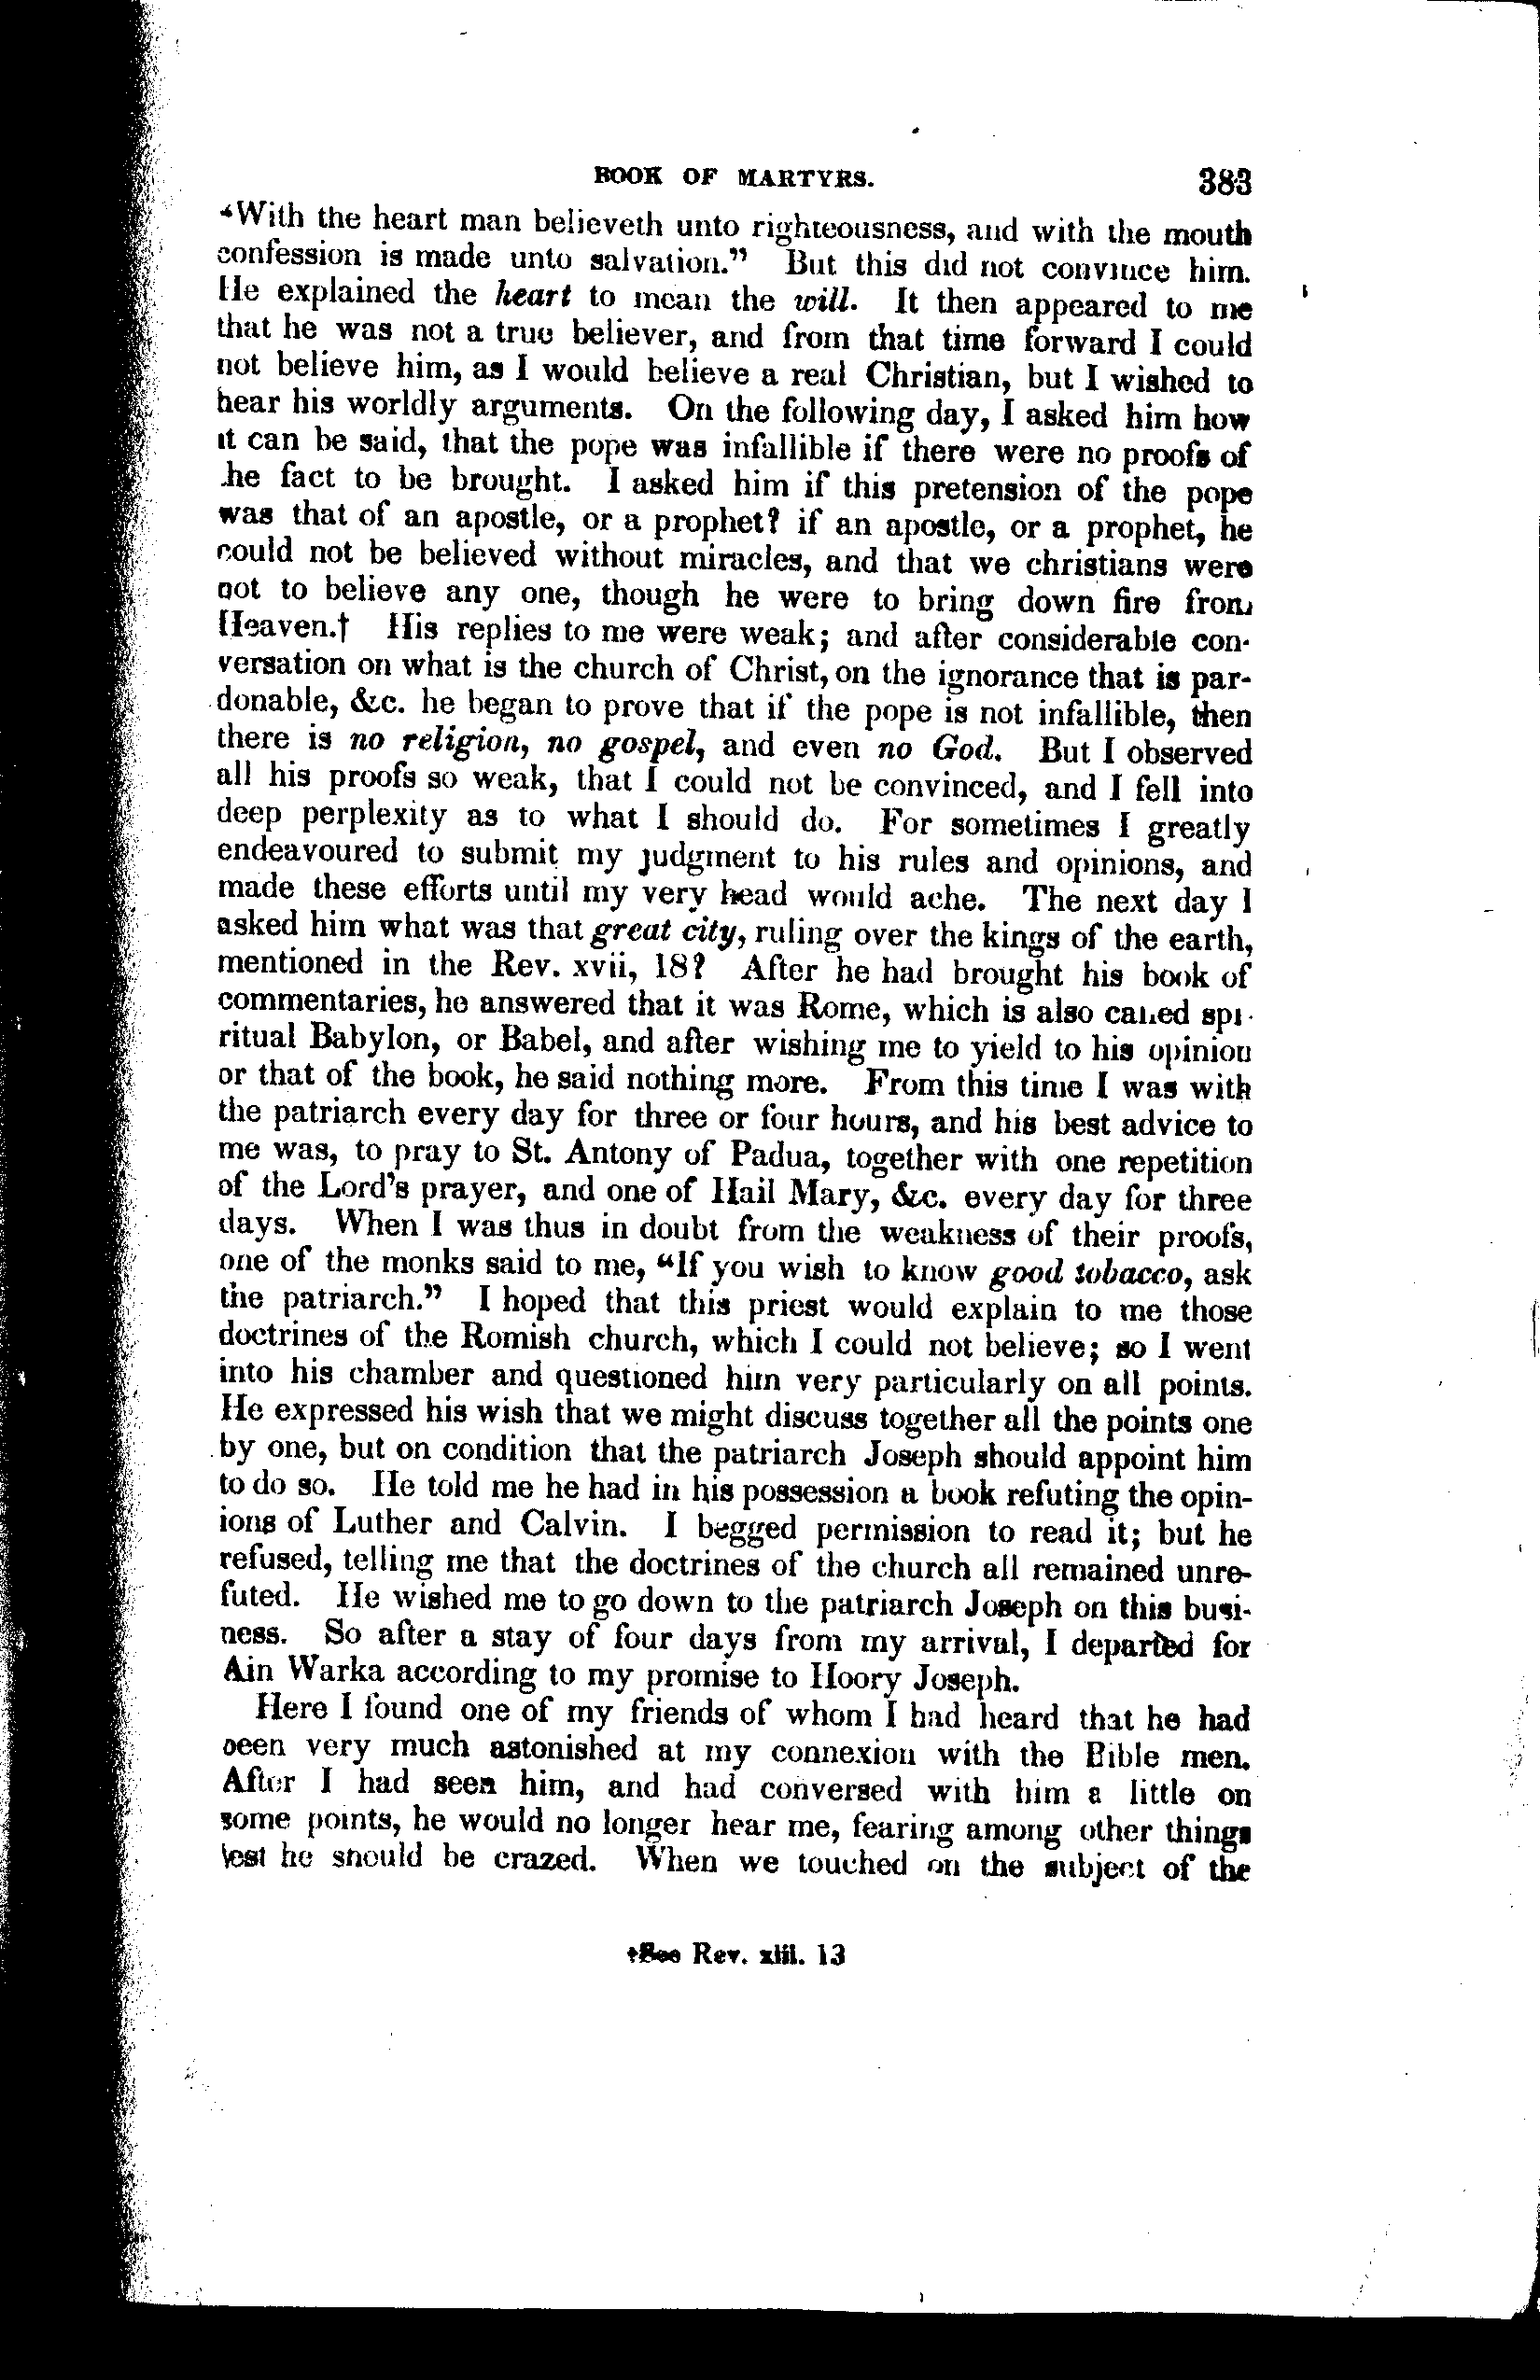 BOOK OF MARTYRS. 383
"With the heart man believeth unto righteousness, and with the mouth
confession is made unto salvation." But this did not convince him.
He explained the heart to mean the will. It then appeared to me
that he was not a true believer, and from that time forward I could
not believe him, as I would believe a real Christian, but I wished to
hear his worldly arguments. On the following day, I asked him how
it can be said, that the pope was infallible if there were no proofs of
he fact to be brought. I asked him if this pretension of the pope
was that of an apostle, or a prophet? if an apostle, or a prophet, he
could not be believed without miracles, and that we christians were
not to believe any one, though he were to bring down fire from
Heaven.† His replies to me were weak; and after considerable con-
versation on what is the church of Christ, on the ignorance that is par-
donable, &c. he began to prove that if the pope is not infallible, then
there is no religion, no gospel, and even no God. But I observed
all his proofs so weak, that I could not be convinced, and I fell into
deep perplexity as to what I should do. For sometimes I greatly
endeavoured to submit my judgment to his rules and opinions, and
made these efforts until my very head would ache. The next day I
asked him what was that great city, ruling over the kings of the earth,
mentioned in the Rev. xvii, 18? After he had brought his book of
commentaries, he answered that it was Rome, which is also called spi-
ritual Babylon, or Babel, and after wishing me to yield to his opinion
or that of the book, he said nothing more. From this time I was with
the patriarch every day for three or four hours, and his best advice to
me was, to pray to St. Antony of Padua, together with one repetition
of the Lord's prayer, and one of Hail Mary, &c. every day for three
days. When I was thus in doubt from the weakness of their proofs,
one of the monks said to me, "If you wish to know good tobacco, ask
the patriarch." I hoped that this priest would explain to me those
doctrines of the Romish church, which I could not believe; so I went
into his chamber and questioned him very particularly on all points.
He expressed his wish that we might discuss together all the points one
by one, but on condition that the patriarch Joseph should appoint him
to do so. He told me he had in his possession a book refuting the opin-
ions of Luther and Calvin. I begged permission to read it; but he
refused, telling me that the doctrines of the church all remained unre-
futed. He wished me to go down to the patriarch Joseph on this busi-
ness. So after a stay of four days from my arrival, I departed for
Ain Warka according to my promise to Hoory Joseph.
Here I found one of my friends of whom I had heard that he had
been very much astonished at my connexion with the Bible men.
After I had seen him, and had conversed with him a little on
some points, he would no longer hear me, fearing among other things
lest he should be crazed. When we touched on the subject of the
†See Rev. xiii. 13